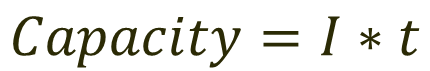 Capacity = I * t